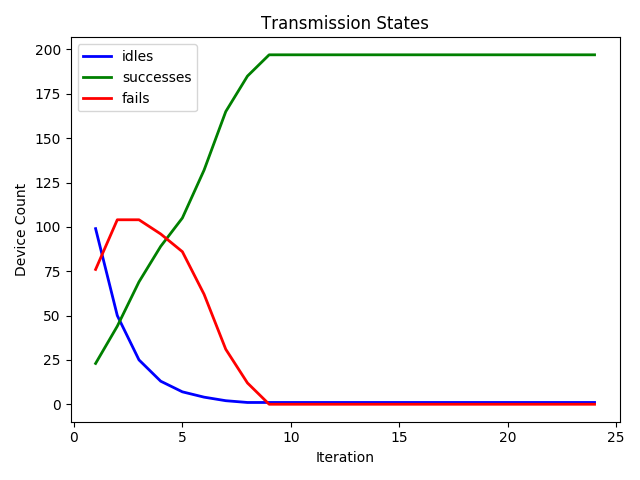 Transmission States
idles
successes
fails
200
175
150
125
100
75
50
25
0
Device Count
0 5 10 15 20 25
Iteration